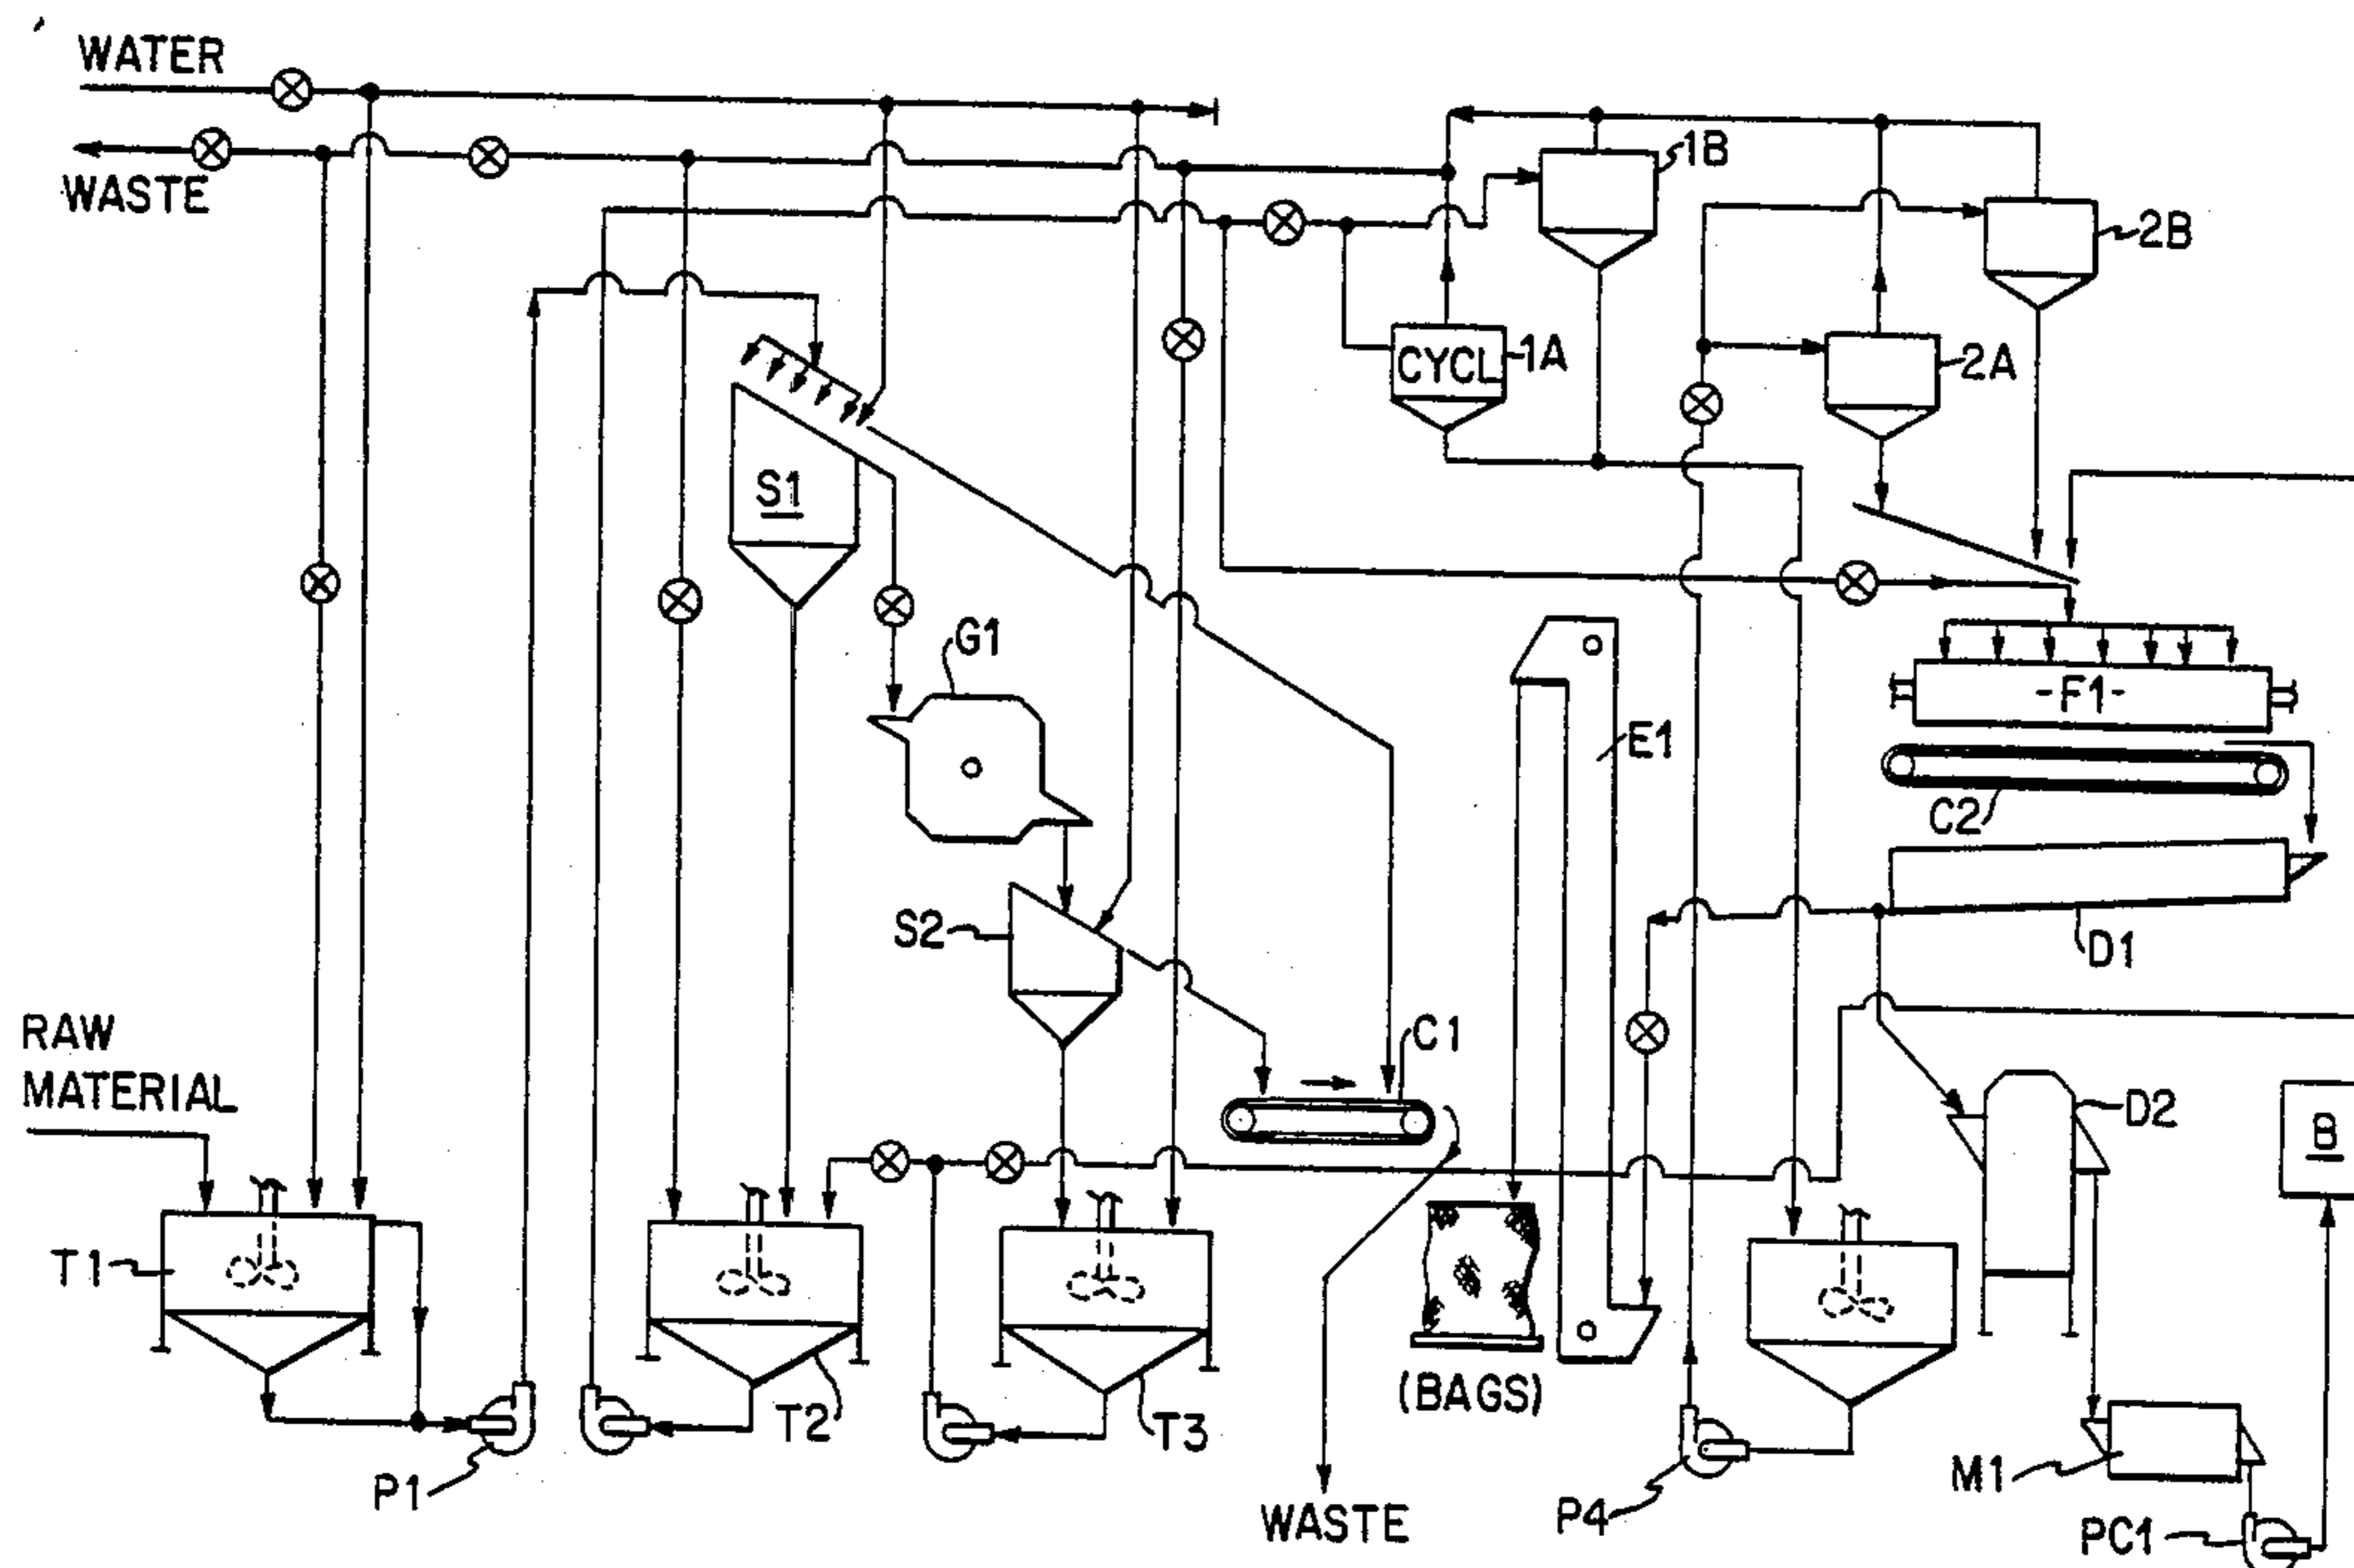 WATER
WASTE
1B
2B
CYCL
1A
2A
S1
G1
-F1-
E1
C2
S2
D1
RAW
MATERIAL
C1
D2
B
T1
(BAGS)
T2
T3
P1
M1
WASTE
P4
PC1